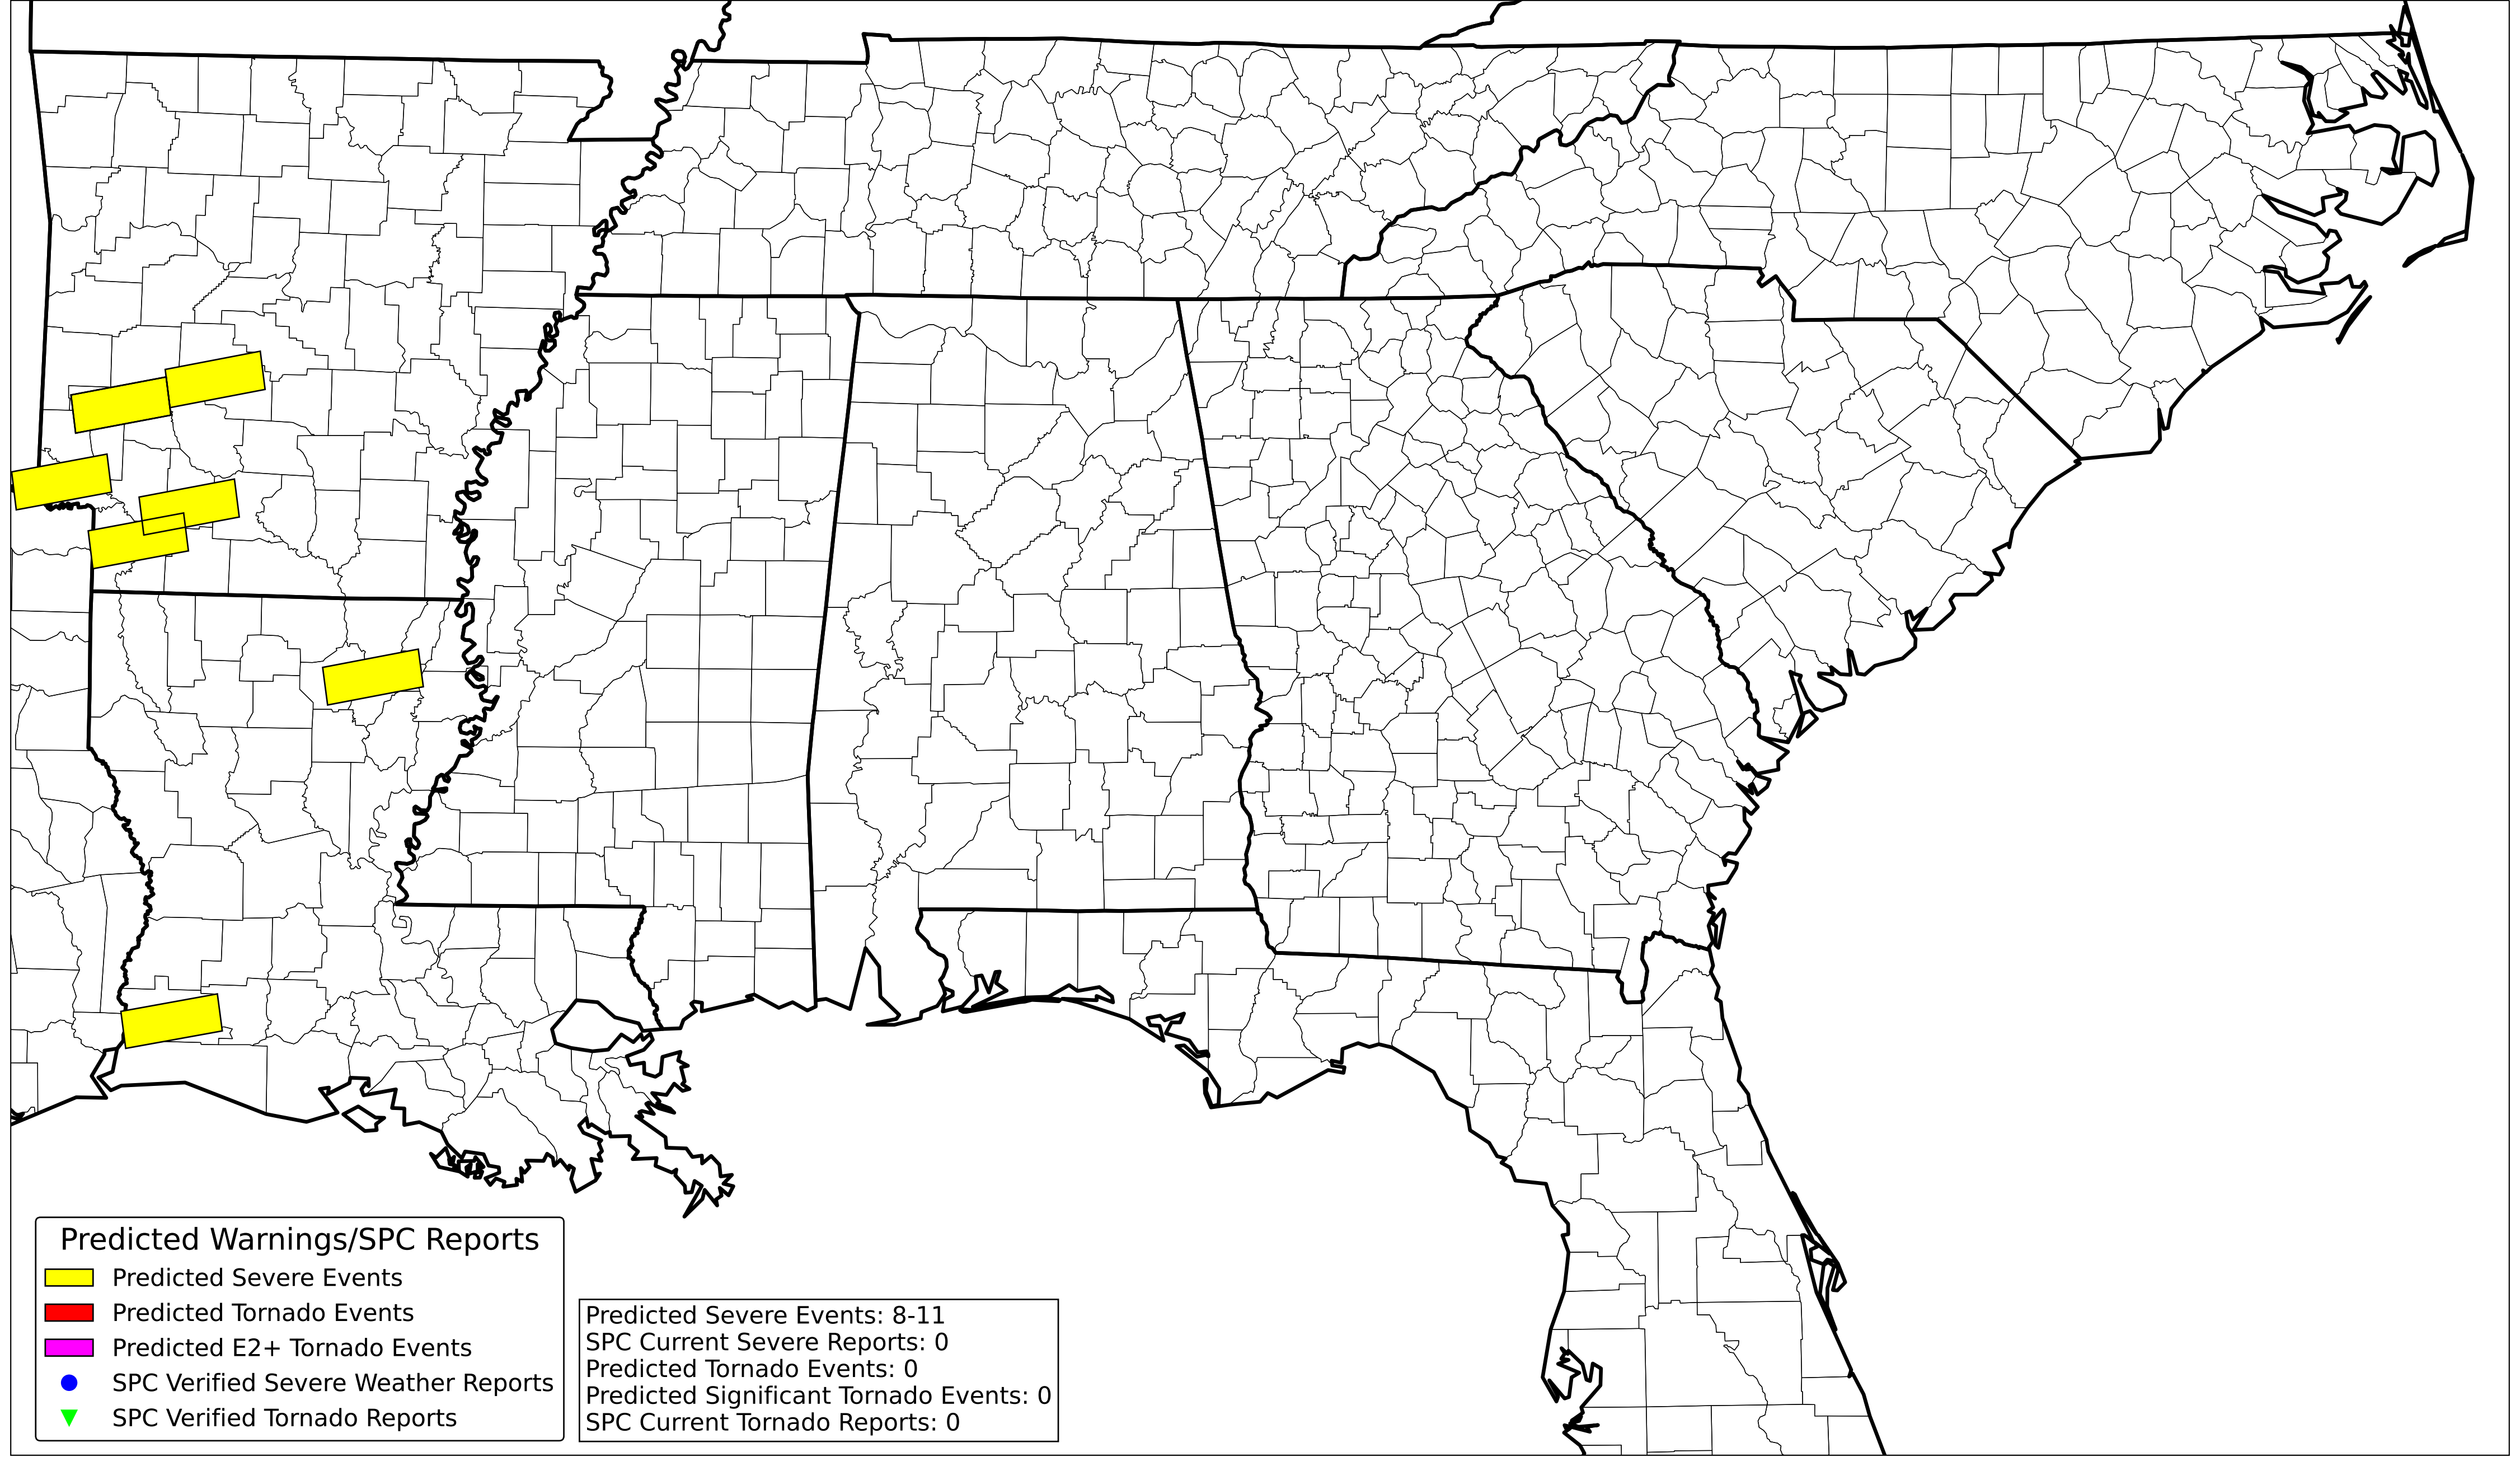 Predicted Warnings/SPC Reports
Predicted Severe Events
Predicted Tornado Events
Predicted E2+ Tornado Events
SPC Verified Severe Weather Reports
SPC Verified Tornado Reports
Predicted Severe Events: 8-11
SPC Current Severe Reports: 0
Predicted Tornado Events: 0
Predicted Significant Tornado Events: 0
SPC Current Tornado Reports: 0